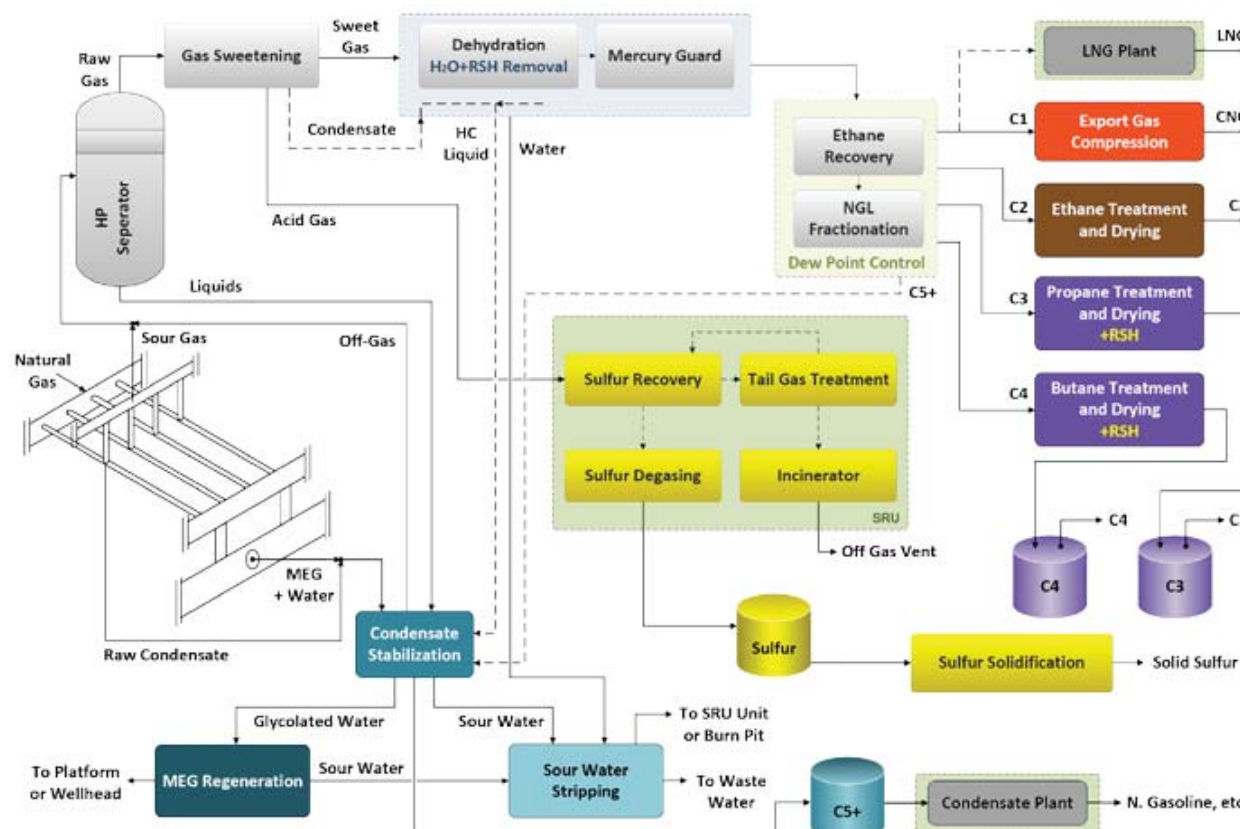 Raw
Gas
Gas Sweetening
Sweet
Gas
Dehydration
H₂O+RSH Removal
Mercury Guard
LNG Plant
LNG
Condensate
HC
Liquid
Water
Acid Gas
HP
Seperator
Ethane
Recovery
NGL
Fractionation
Dew Point Control
C5+
C1
Export Gas
Compression
CNG
C2
Ethane Treatment
and Drying
C3
Propane Treatment
and Drying
+RSH
C4
Butane Treatment
and Drying
+RSH
Liquids
Off-Gas
Sour Gas
Natural
Gas
Sulfur Recovery
Tail Gas Treatment
Sulfur Degasing
Incinerator
SRU
Off Gas Vent
C4
C4
C3
MEG
+ Water
Raw Condensate
Condensate
Stabilization
Sulfur
Sulfur Solidification
Solid Sulfur
Glycolated Water
Sour Water
To SRU Unit
or Burn Pit
To Platform
or Wellhead
MEG Regeneration
Sour Water
Sour Water
Stripping
To Waste
Water
C5+
Condensate Plant
N. Gasoline, etc